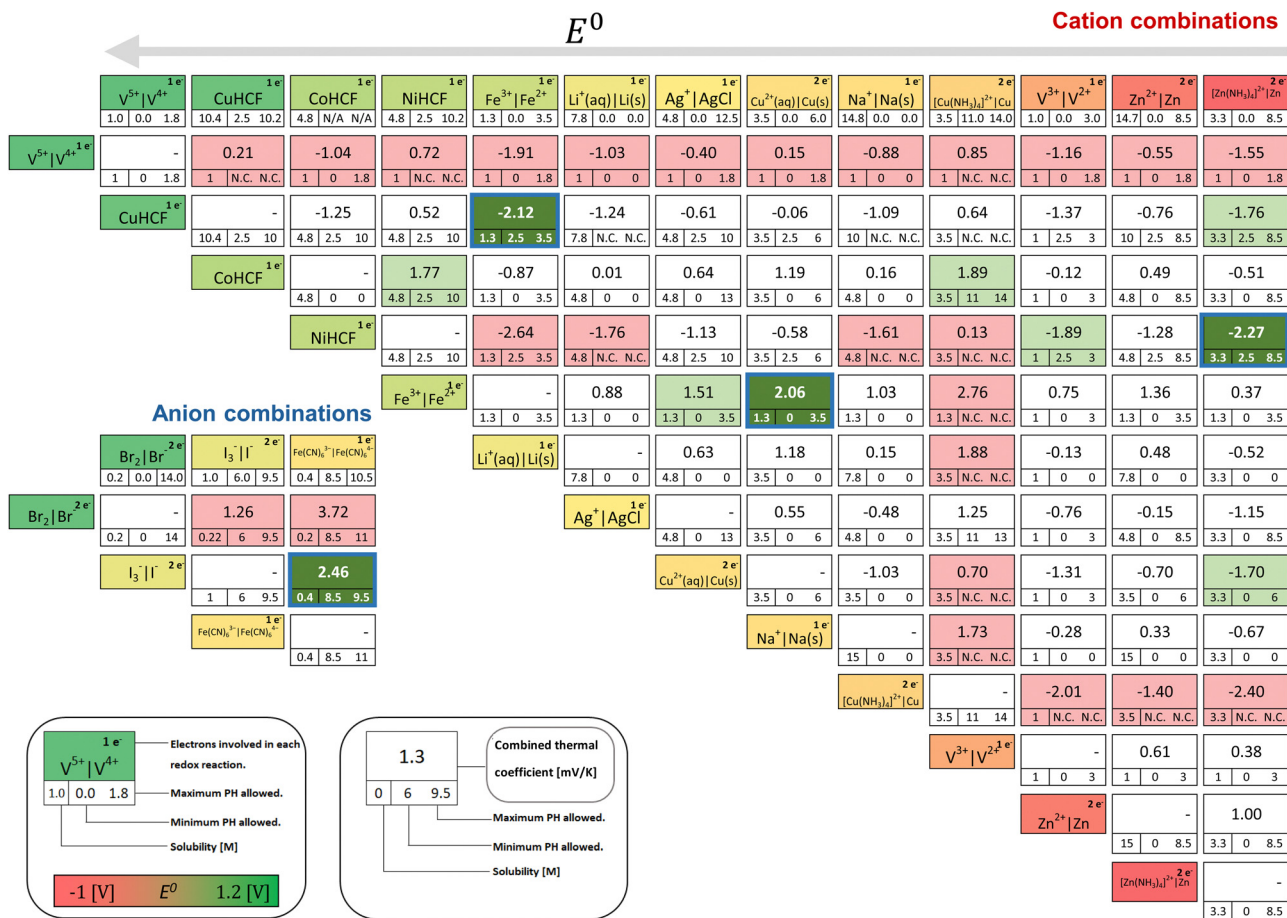 E⁰
Cation combinations
1 e⁻ 1 e⁻ 1 e⁻ 1 e⁻ 1 e⁻ 1 e⁻ 1 e⁻ 2 e⁻ 1 e⁻ 2 e⁻ 1 e⁻ 2 e⁻ 2 e⁻
V⁵⁺|V⁴⁺ CuHCF CoHCF NiHCF Fe³⁺|Fe²⁺ Li⁺(aq)|Li(s) Ag⁺|AgCl Cu²⁺(aq)|Cu(s) Na⁺|Na(s) [Cu(NH₃)₄]²⁺|Cu V³⁺|V²⁺ Zn²⁺|Zn [Zn(NH₃)₄]²⁺|Zn
1.0 0.0 1.8 10.4 2.5 10.2 4.8 N/A N/A 4.8 2.5 10.2 1.3 0.0 3.5 7.8 0.0 0.0 4.8 0.0 12.5 3.5 0.0 6.0 14.8 0.0 0.0 3.5 11.0 14.0 1.0 0.0 3.0 14.7 0.0 8.5 3.3 0.0 8.5
V⁵⁺|V⁴⁺ 1 e⁻ - 0.21 -1.04 0.72 -1.91 -1.03 -0.40 0.15 -0.88 0.85 -1.16 -0.55 -1.55
1 0 1.8 1 N.C. N.C. 1 0 1.8 1 N.C. N.C. 1 0 1.8 1 0 0 1 0 1.8 1 0 1.8 1 0 0 1 N.C. N.C. 1 0 1.8 1 0 1.8 1 0 1.8
CuHCF 1 e⁻ - -1.25 0.52 -2.12 -1.24 -0.61 -0.06 -1.09 0.64 -1.37 -0.76 -1.76
10.4 2.5 10 4.8 2.5 10 4.8 2.5 10 1.3 2.5 3.5 7.8 N.C. N.C. 4.8 2.5 10 3.5 2.5 6 10 N.C. N.C. 3.5 N.C. N.C. 1 2.5 3 10 2.5 8.5 3.3 2.5 8.5
CoHCF 1 e⁻ - 1.77 -0.87 0.01 0.64 1.19 0.16 1.89 -0.12 0.49 -0.51
4.8 0 0 4.8 2.5 10 1.3 0 3.5 4.8 0 0 4.8 0 13 3.5 0 6 4.8 0 0 3.5 11 14 1 0 3 4.8 0 8.5 3.3 0 8.5
NiHCF 1 e⁻ - -2.64 -1.76 -1.13 -0.58 -1.61 0.13 -1.89 -1.28 -2.27
4.8 2.5 10 1.3 2.5 3.5 4.8 N.C. N.C. 4.8 2.5 10 3.5 2.5 6 4.8 N.C. N.C. 3.5 N.C. N.C. 1 2.5 3 4.8 2.5 8.5 3.3 2.5 8.5
Fe³⁺|Fe²⁺ 1 e⁻ - 0.88 1.51 2.06 1.03 2.76 0.75 1.36 0.37
1.3 0 3.5 1.3 0 0 1.3 0 3.5 1.3 0 3.5 1.3 0 0 1.3 N.C. N.C. 1 0 3 1.3 0 3.5 1.3 0 3.5
Li⁺(aq)|Li(s) 1 e⁻ - 0.63 1.18 0.15 1.88 -0.13 0.48 -0.52
7.8 0 0 4.8 0 0 3.5 0 0 7.8 0 0 3.5 N.C. N.C. 1 0 0 7.8 0 0 3.3 0 0
Ag⁺|AgCl 1 e⁻ - 0.55 -0.48 1.25 -0.76 -0.15 -1.15
4.8 0 13 3.5 0 6 4.8 0 0 3.5 11 13 1 0 3 4.8 0 8.5 3.3 0 8.5
Cu²⁺(aq)|Cu(s) 2 e⁻ - -1.03 0.70 -1.31 -0.70 -1.70
3.5 0 6 3.5 0 0 3.5 N.C. N.C. 1 0 3 3.5 0 6 3.3 0 6
Na⁺|Na(s) 1 e⁻ - 1.73 -0.28 0.33 -0.67
15 0 0 3.5 N.C. N.C. 1 0 0 15 0 0 3.3 0 0
[Cu(NH₃)₄]²⁺|Cu 2 e⁻ - -2.01 -1.40 -2.40
3.5 11 14 1 N.C. N.C. 3.5 N.C. N.C. 3.3 N.C. N.C.
V³⁺|V²⁺ 1 e⁻ - 0.61 0.38
1 0 3 1 0 3 1 0 3
Zn²⁺|Zn 2 e⁻ - 1.00
15 0 8.5 3.3 0 8.5
[Zn(NH₃)₄]²⁺|Zn 2 e⁻ -
3.3 0 8.5
Anion combinations
2 e⁻ 2 e⁻ 1 e⁻
Br₂|Br⁻ I₃⁻|I⁻ Fe(CN)₆³⁻|Fe(CN)₆⁴⁻
0.2 0.0 14.0 1.0 6.0 9.5 0.4 8.5 10.5
Br₂|Br⁻ 2 e⁻ - 1.26 3.72
0.2 0 14 0.22 6 9.5 0.2 8.5 11
I₃⁻|I⁻ 2 e⁻ - 2.46
1 6 9.5 0.4 8.5 9.5
Fe(CN)₆³⁻|Fe(CN)₆⁴⁻ 1 e⁻ -
0.4 8.5 11
1 e⁻
V⁵⁺|V⁴⁺
1.0 0.0 1.8
Electrons involved in each
redox reaction.
Maximum PH allowed.
Minimum PH allowed.
Solubility [M]
-1 [V] E⁰ 1.2 [V]
1.3
0 6 9.5
Combined thermal
coefficient [mV/K]
Maximum PH allowed.
Minimum PH allowed.
Solubility [M]